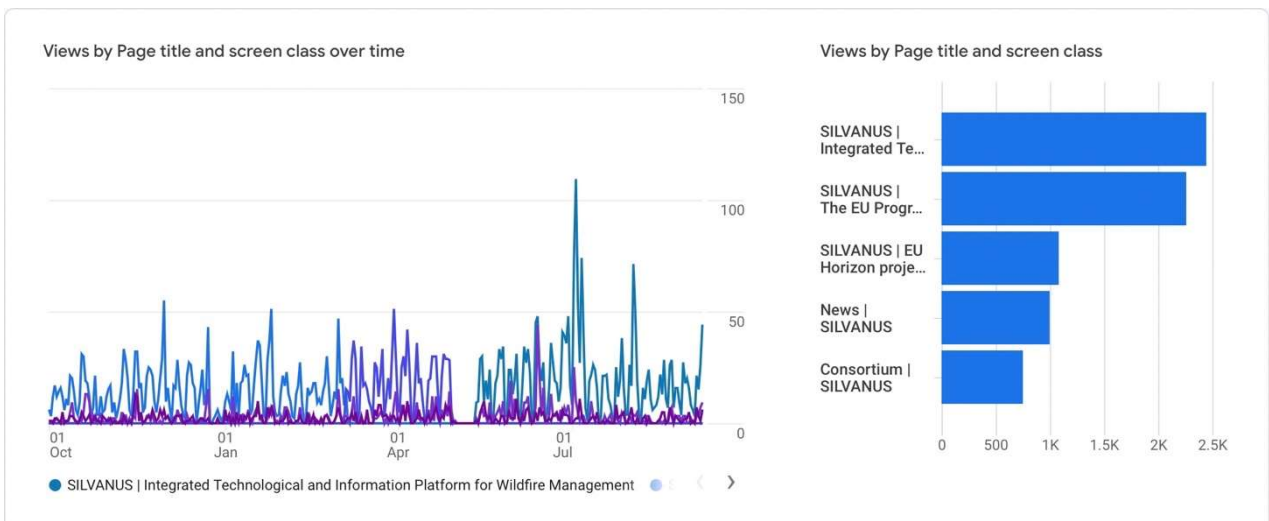 Views by Page title and screen class over time
150
100
50
0
01
Oct
01
Jan
01
Apr
01
Jul
SILVANUS | Integrated Technological and Information Platform for Wildfire Management
Views by Page title and screen class
SILVANUS |
Integrated Te...
SILVANUS |
The EU Progr...
SILVANUS | EU
Horizon proje...
News |
SILVANUS
Consortium |
SILVANUS
0 500 1K 1.5K 2K 2.5K